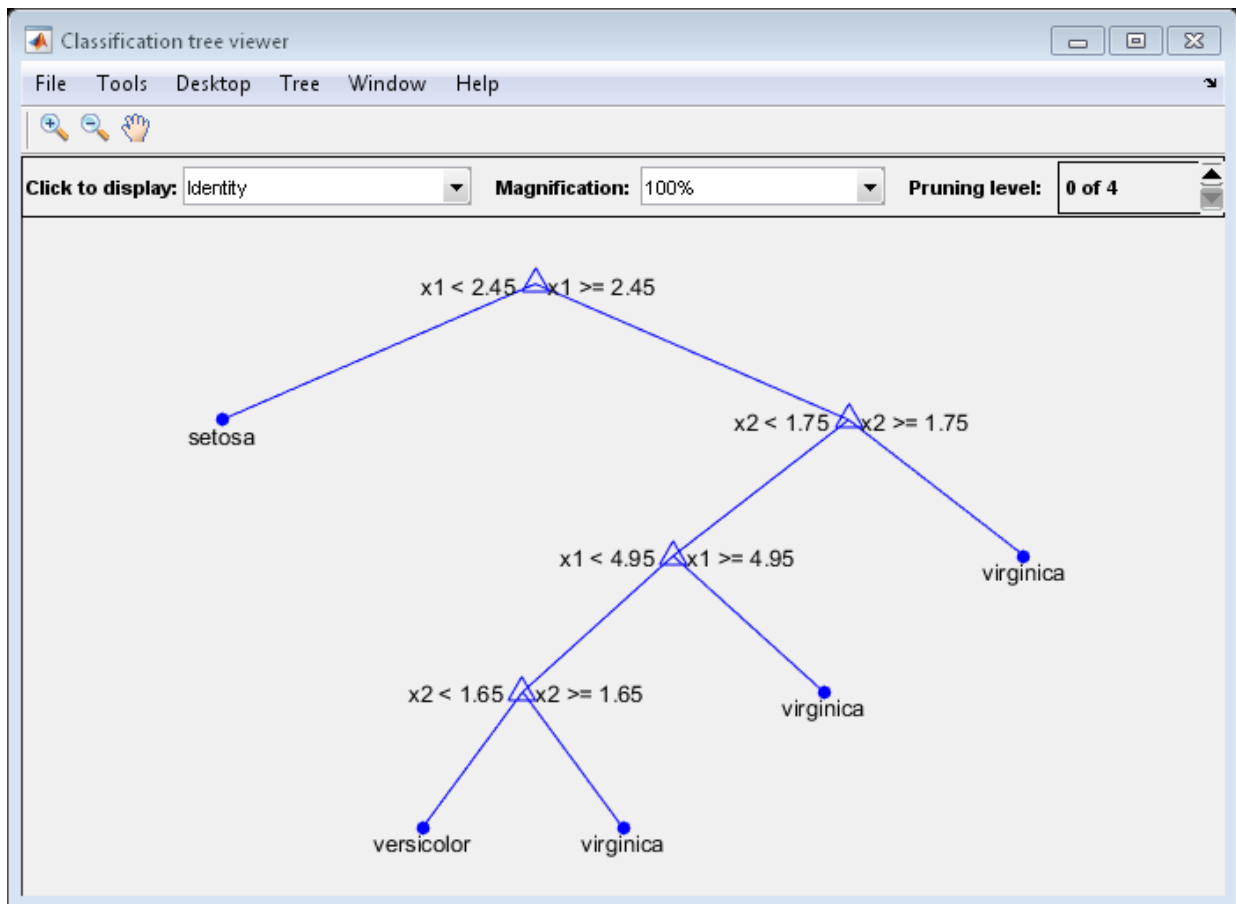 Classification tree viewer
File Tools Desktop Tree Window Help
Click to display: Identity Magnification: 100% Pruning level: 0 of 4
x1 < 2.45 x1 >= 2.45
setosa
x2 < 1.75 x2 >= 1.75
x1 < 4.95 x1 >= 4.95
virginica
x2 < 1.65 x2 >= 1.65
virginica
versicolor virginica